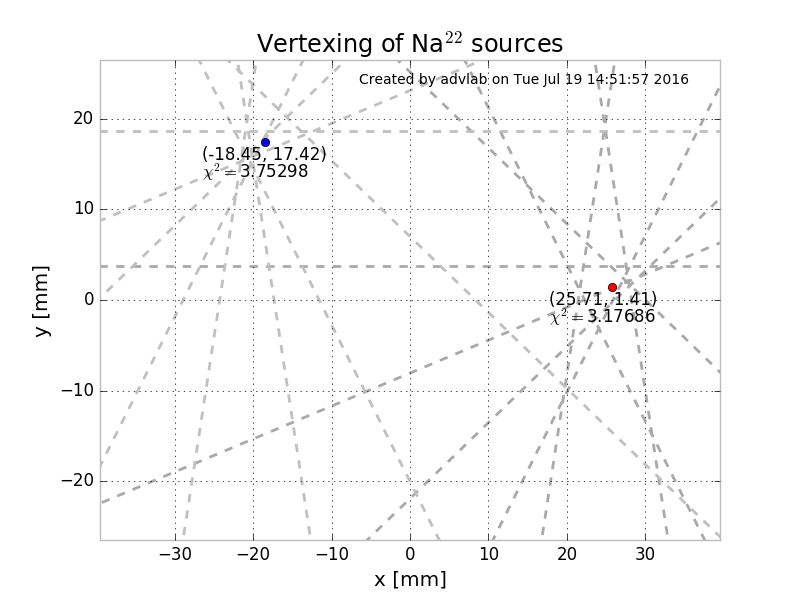 Vertexing of Na²² sources
Created by advlab on Tue Jul 19 14:51:57 2016
(-18.45, 17.42)
χ² = 3.75298
(25.71, 1.41)
χ² = 3.17686
y [mm]
20
10
0
−10
−20
−30 −20 −10 0 10 20 30
x [mm]